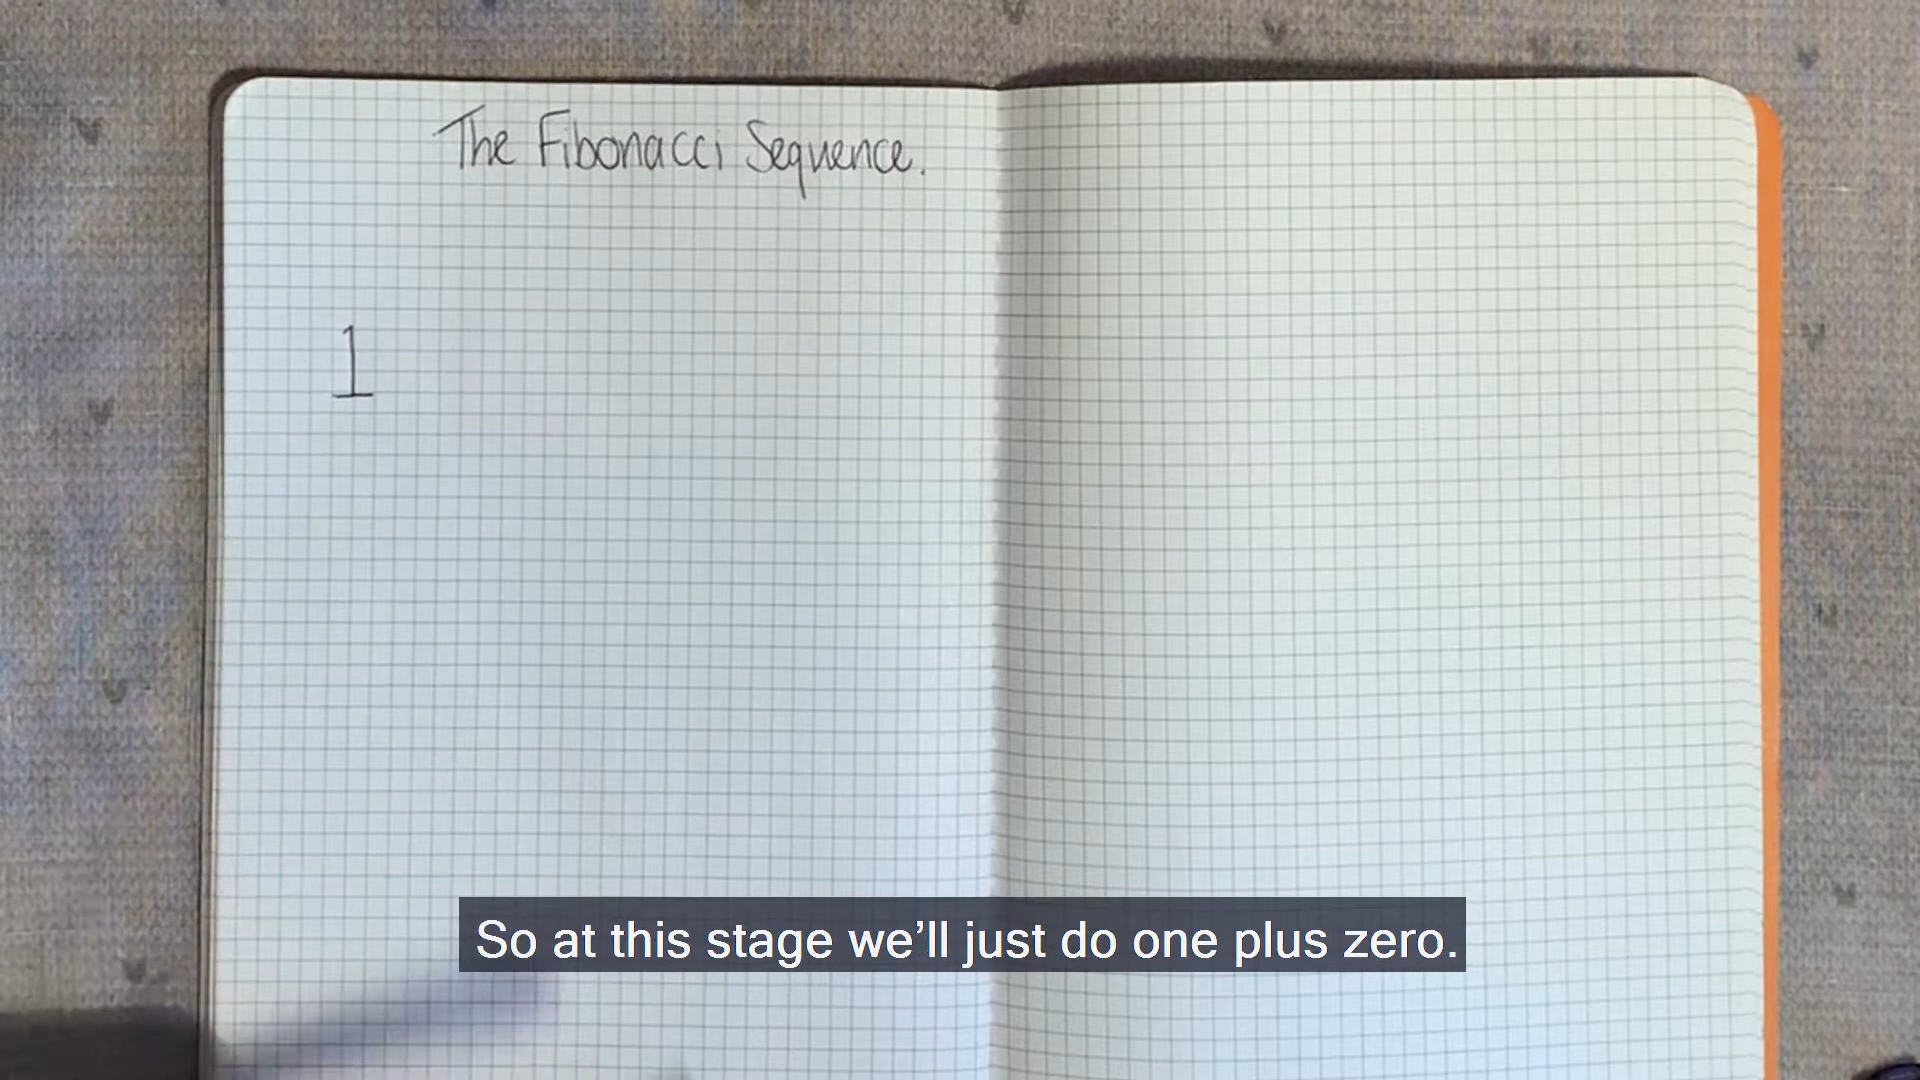 The Fibonacci Sequence.
1
So at this stage we’ll just do one plus zero.